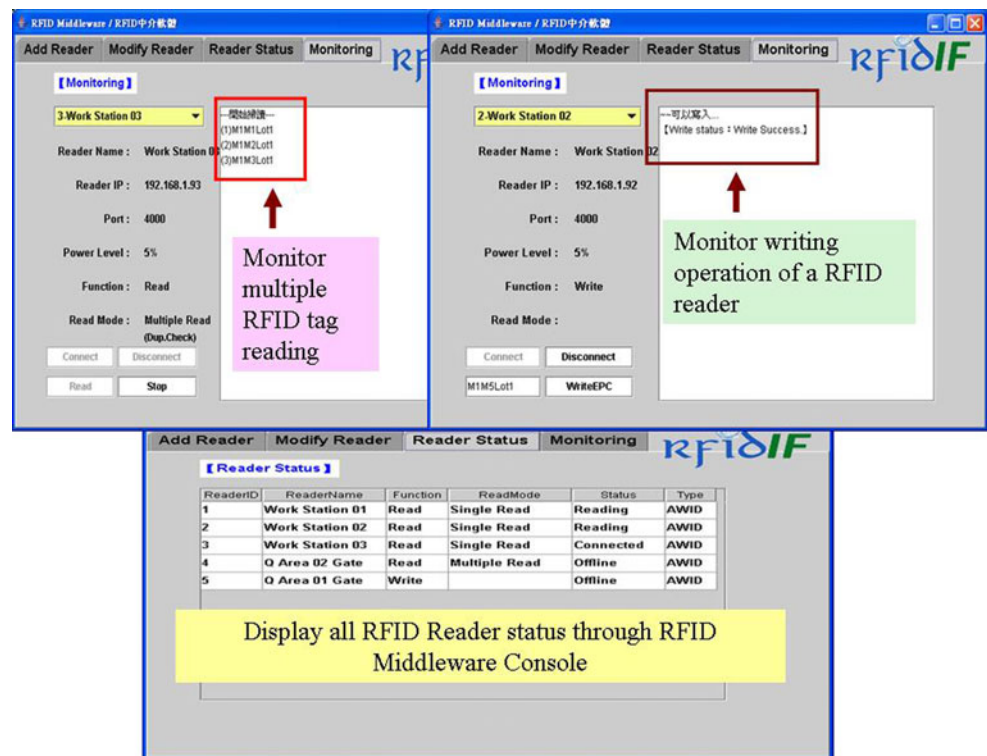 RFID Middleware / RFID中介軟體
Add Reader Modify Reader Reader Status Monitoring
【Monitoring】
3-Work Station 03
Reader Name : Work Station 03
Reader IP : 192.168.1.93
Port : 4000
Power Level : 5%
Function : Read
Read Mode : Multiple Read
(Dup.Check)
Connect Disconnect
Read Stop
---開始掃讀---
(1)M1M1Lot1
(2)M1M2Lot1
(3)M1M3Lot1
Monitor
multiple
RFID tag
reading
RFID Middleware / RFID中介軟體
Add Reader Modify Reader Reader Status Monitoring
rfidIF
【Monitoring】
2-Work Station 02
Reader Name : Work Station 02
Reader IP : 192.168.1.92
Port : 4000
Power Level : 5%
Function : Write
Read Mode :
Connect Disconnect
M1M5Lot1 WriteEPC
---可以寫入...
【Write status : Write Success.】
Monitor writing
operation of a RFID
reader
Add Reader Modify Reader Reader Status Monitoring
rfidIF
【Reader Status】
ReaderID ReaderName Function ReadMode Status Type
1 Work Station 01 Read Single Read Reading AWID
2 Work Station 02 Read Single Read Reading AWID
3 Work Station 03 Read Single Read Connected AWID
4 Q Area 02 Gate Read Multiple Read Offline AWID
5 Q Area 01 Gate Write Offline AWID
Display all RFID Reader status through RFID
Middleware Console